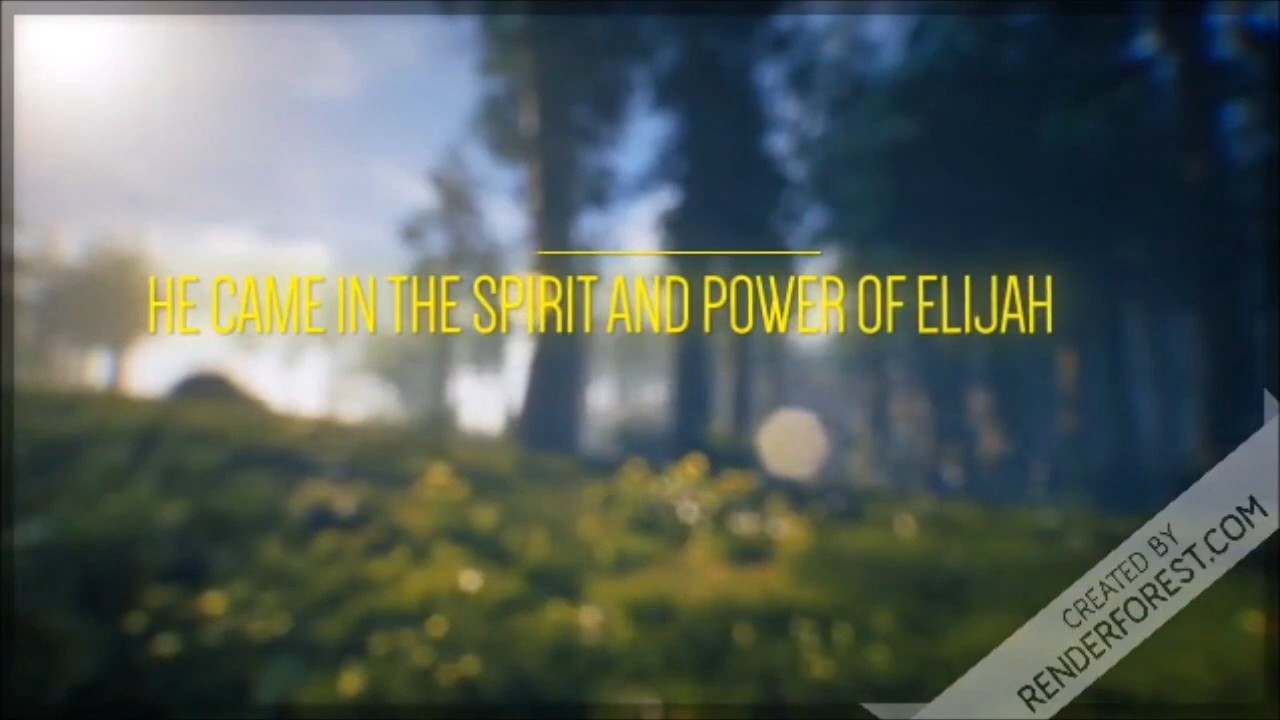 HE CAME IN THE SPIRIT AND POWER OF ELIJAH
CREATED BY
RENDERFOREST.COM